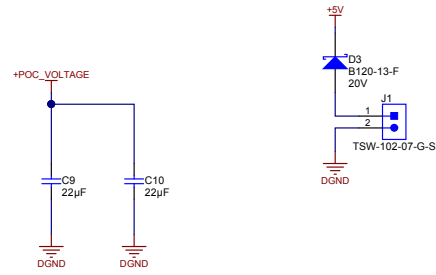 +5V
D3
B120-13-F
20V
+POC_VOLTAGE
J1
1
2
TSW-102-07-G-S
DGND
C9
22µF
C10
22µF
DGND
DGND